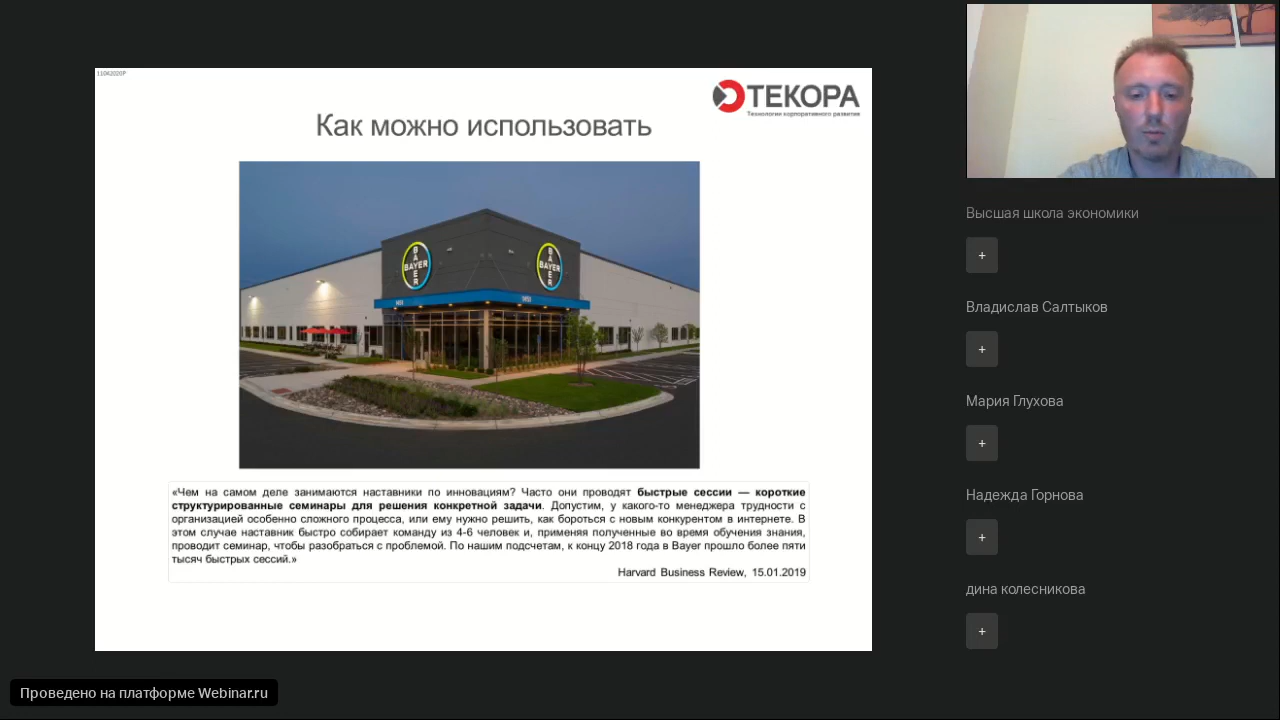 11042020P
ТЕКОРА
Технологии корпоративного развития
Как можно использовать
BAYER
BAYER
BAYER
BAYER
«Чем на самом деле занимаются наставники по инновациям? Часто они проводят быстрые сессии — короткие
структурированные семинары для решения конкретной задачи. Допустим, у какого-то менеджера трудности с
организацией особенно сложного процесса, или ему нужно решить, как бороться с новым конкурентом в интернете. В
этом случае наставник быстро собирает команду из 4-6 человек и, применяя полученные во время обучения знания,
проводит семинар, чтобы разобраться с проблемой. По нашим подсчетам, к концу 2018 года в Bayer прошло более пяти
тысяч быстрых сессий.»
Harvard Business Review, 15.01.2019
Высшая школа экономики
+
Владислав Салтыков
+
Мария Глухова
+
Надежда Горнова
+
дина колесникова
+
Проведено на платформе Webinar.ru